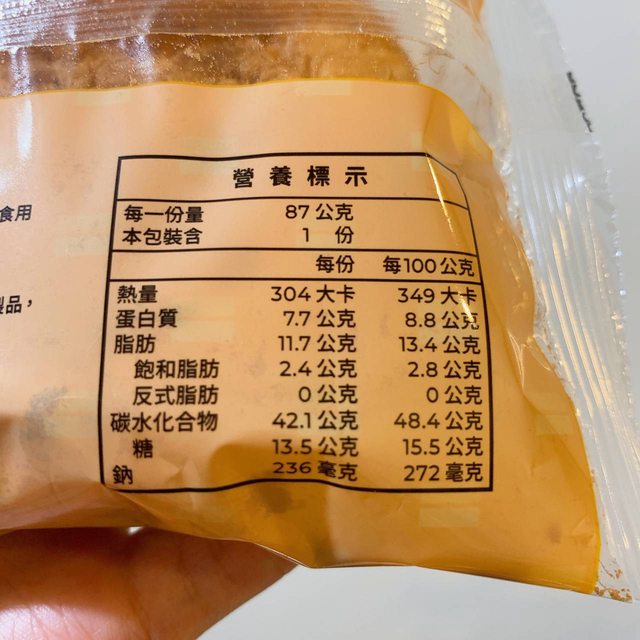 食用
製品，
營養標示
每一份量 87 公克
本包裝含 1 份
每份 每100公克
熱量 304 大卡 349 大卡
蛋白質 7.7 公克 8.8 公克
脂肪 11.7 公克 13.4 公克
飽和脂肪 2.4 公克 2.8 公克
反式脂肪 0 公克 0 公克
碳水化合物 42.1 公克 48.4 公克
糖 13.5 公克 15.5 公克
鈉 236 毫克 272 毫克